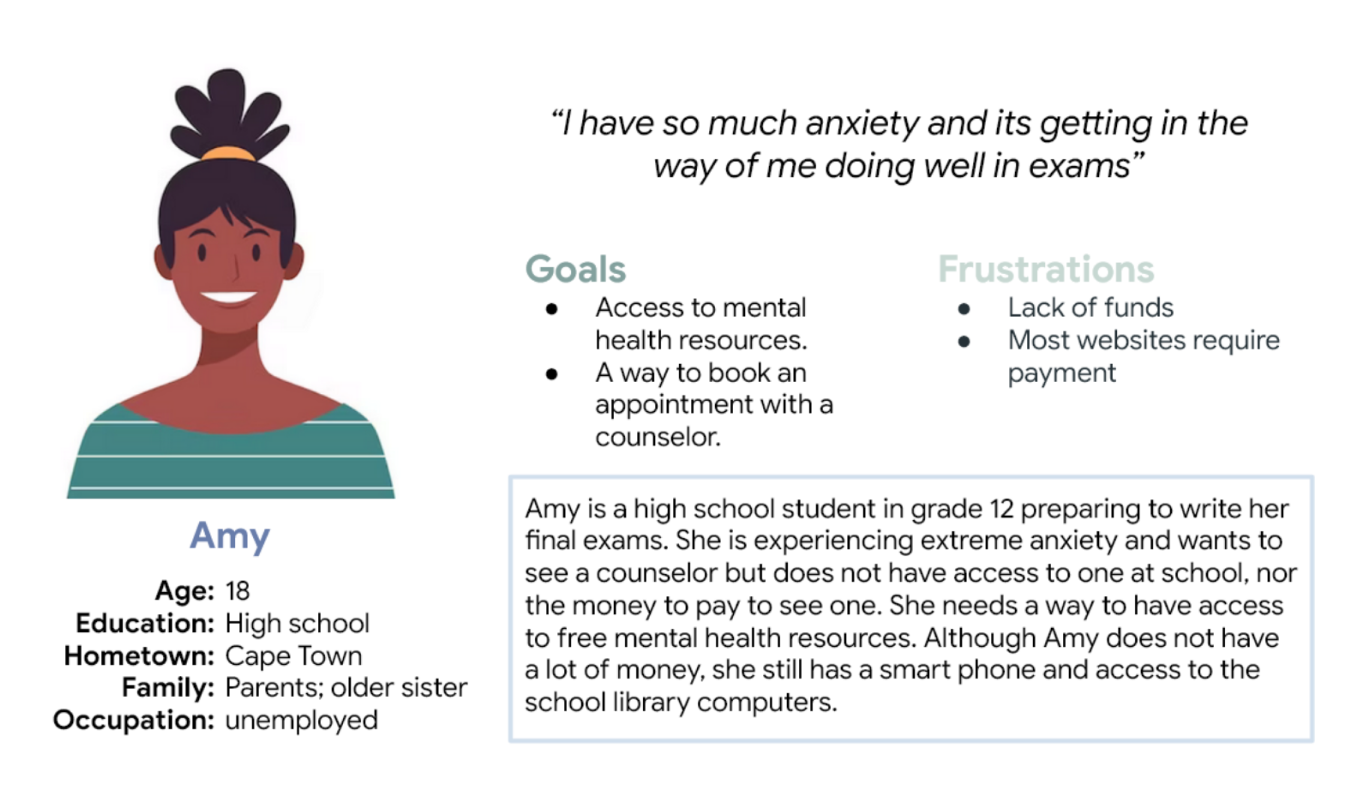 “I have so much anxiety and its getting in the
way of me doing well in exams”
Goals
● Access to mental
health resources.
● A way to book an
appointment with a
counselor.
Frustrations
● Lack of funds
● Most websites require
payment
Amy
Age: 18
Education: High school
Hometown: Cape Town
Family: Parents; older sister
Occupation: unemployed
Amy is a high school student in grade 12 preparing to write her
final exams. She is experiencing extreme anxiety and wants to
see a counselor but does not have access to one at school, nor
the money to pay to see one. She needs a way to have access
to free mental health resources. Although Amy does not have
a lot of money, she still has a smart phone and access to the
school library computers.